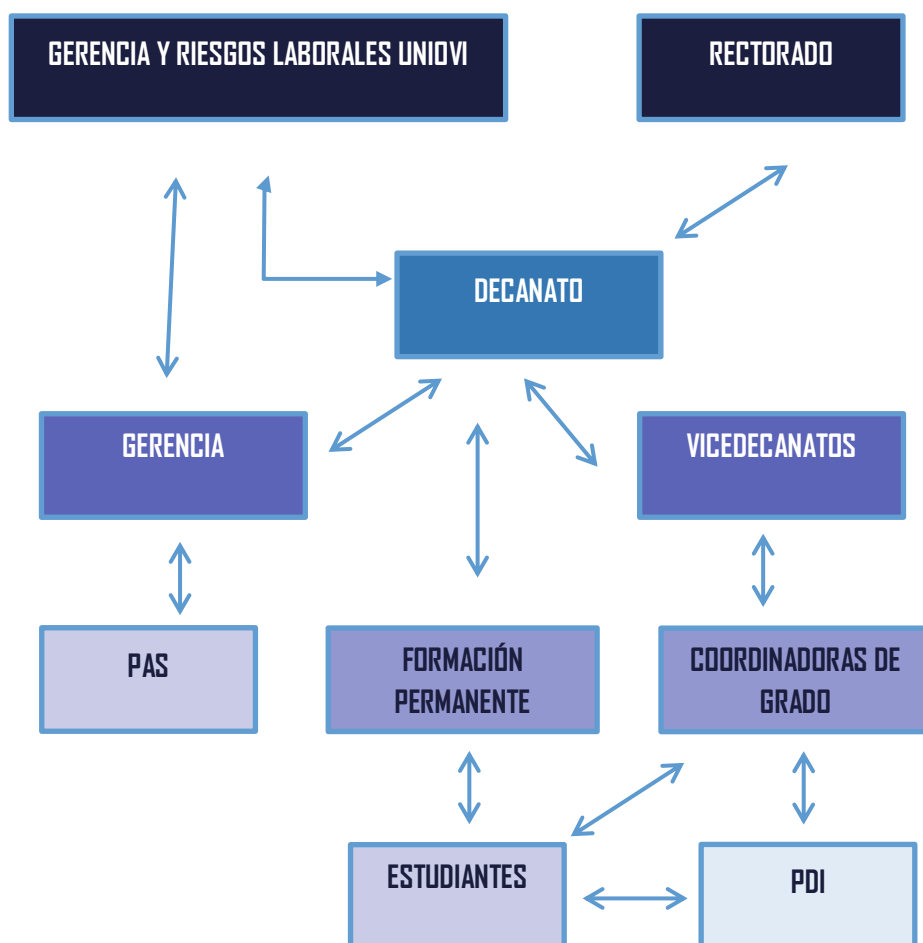 GERENCIA Y RIESGOS LABORALES UNIOVI
RECTORADO
DECANATO
GERENCIA
VICEDECANATOS
PAS
FORMACIÓN
PERMANENTE
COORDINADORAS DE
GRADO
ESTUDIANTES
PDI